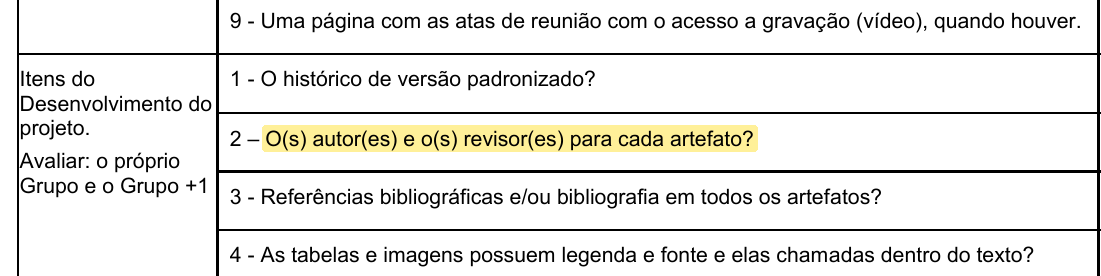 9 - Uma página com as atas de reunião com o acesso a gravação (vídeo), quando houver.
Itens do
Desenvolvimento do
projeto.
Avaliar: o próprio
Grupo e o Grupo +1
1 - O histórico de versão padronizado?
2 – O(s) autor(es) e o(s) revisor(es) para cada artefato?
3 - Referências bibliográficas e/ou bibliografia em todos os artefatos?
4 - As tabelas e imagens possuem legenda e fonte e elas chamadas dentro do texto?